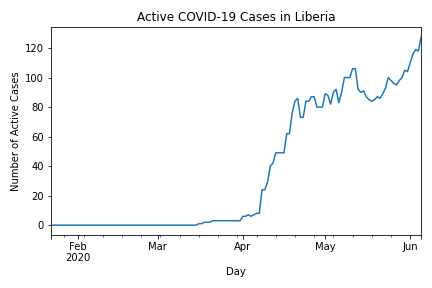 Active COVID-19 Cases in Liberia
Number of Active Cases
120
100
80
60
40
20
0
Feb
2020
Mar
Apr
May
Jun
Day